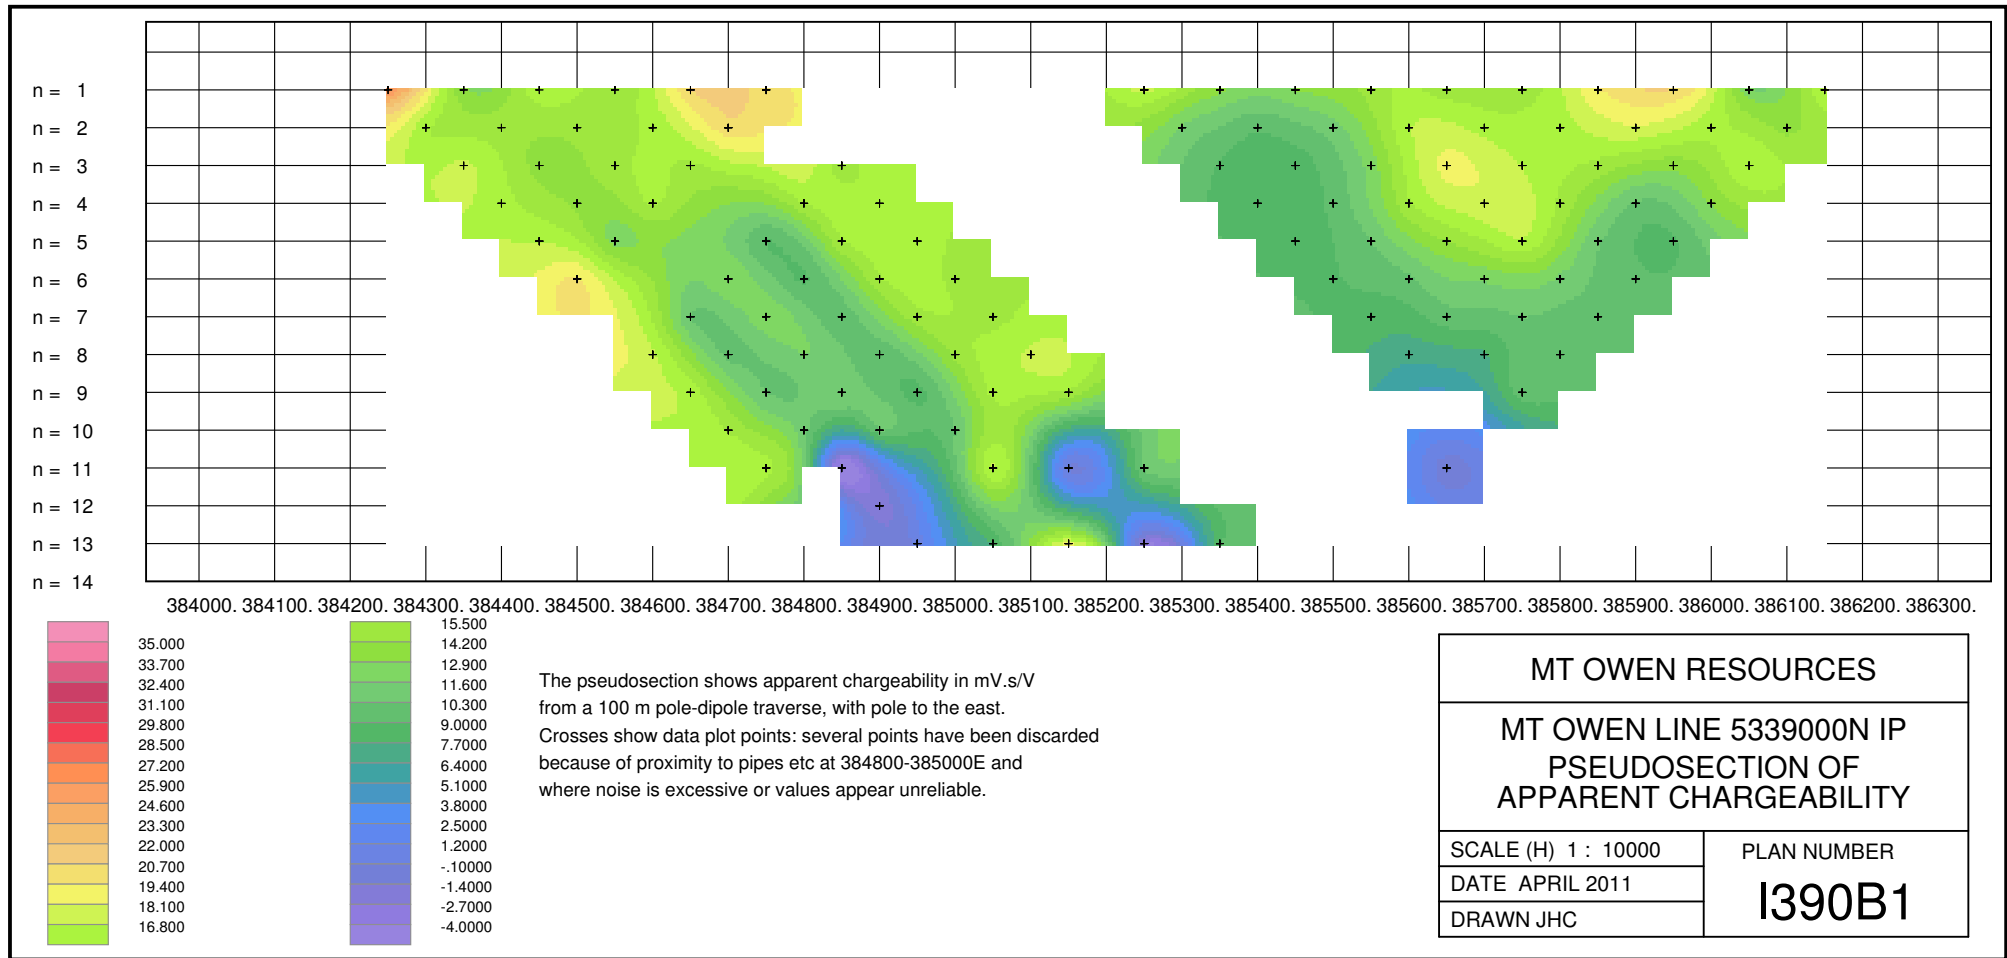 n = 1
n = 2
n = 3
n = 4
n = 5
n = 6
n = 7
n = 8
n = 9
n = 10
n = 11
n = 12
n = 13
n = 14
384000. 384100. 384200. 384300. 384400. 384500. 384600. 384700. 384800. 384900. 385000. 385100. 385200. 385300. 385400. 385500. 385600. 385700. 385800. 385900. 386000. 386100. 386200. 386300.
35.000
33.700
32.400
31.100
29.800
28.500
27.200
25.900
24.600
23.300
22.000
20.700
19.400
18.100
16.800
15.500
14.200
12.900
11.600
10.300
9.0000
7.7000
6.4000
5.1000
3.8000
2.5000
1.2000
-.10000
-1.4000
-2.7000
-4.0000
The pseudosection shows apparent chargeability in mV.s/V
from a 100 m pole-dipole traverse, with pole to the east.
Crosses show data plot points: several points have been discarded
because of proximity to pipes etc at 384800-385000E and
where noise is excessive or values appear unreliable.
MT OWEN RESOURCES
MT OWEN LINE 5339000N IP
PSEUDOSECTION OF
APPARENT CHARGEABILITY
SCALE (H) 1 : 10000
DATE APRIL 2011
DRAWN JHC
PLAN NUMBER
I390B1